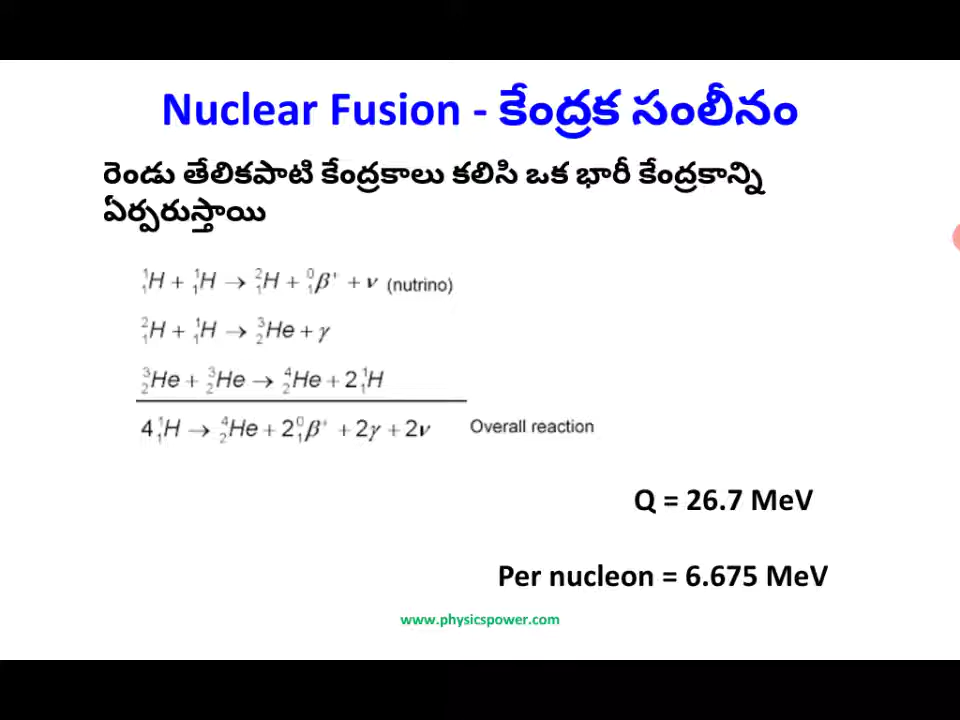 Nuclear Fusion - కేంద్రక సంలీనం
రెండు తేలికపాటి కేంద్రకాలు కలిసి ఒక భారీ కేంద్రకాన్ని
ఏర్పరుస్తాయి
¹₁H + ¹₁H → ²₁H + ⁰₁β⁺ + ν (nutrino)
²₁H + ¹₁H → ³₂He + γ
³₂He + ³₂He → ⁴₂He + 2¹₁H
4¹₁H → ⁴₂He + 2⁰₁β⁺ + 2γ + 2ν Overall reaction
Q = 26.7 MeV
Per nucleon = 6.675 MeV
www.physicspower.com